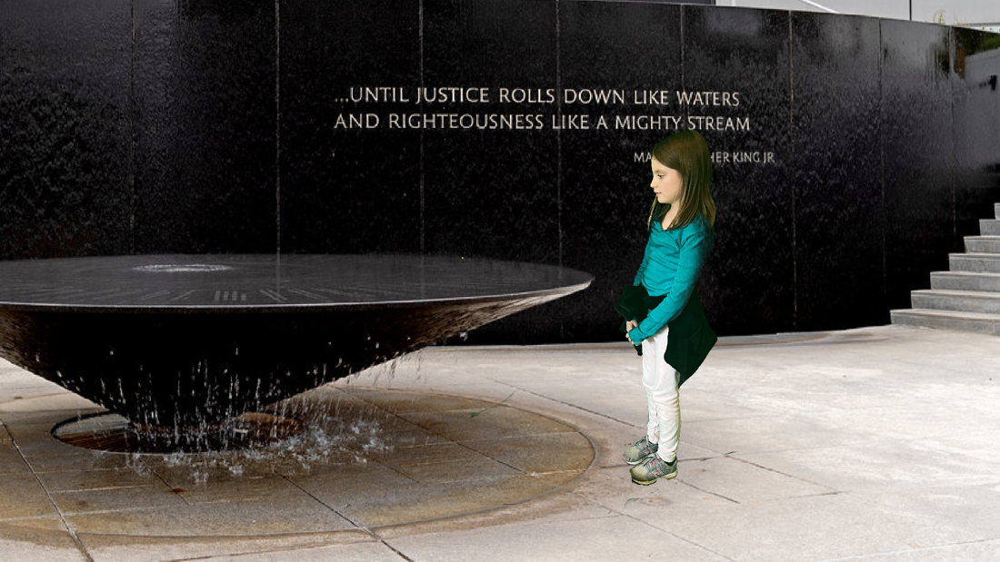 ...UNTIL JUSTICE ROLLS DOWN LIKE WATERS
AND RIGHTEOUSNESS LIKE A MIGHTY STREAM
KING JR